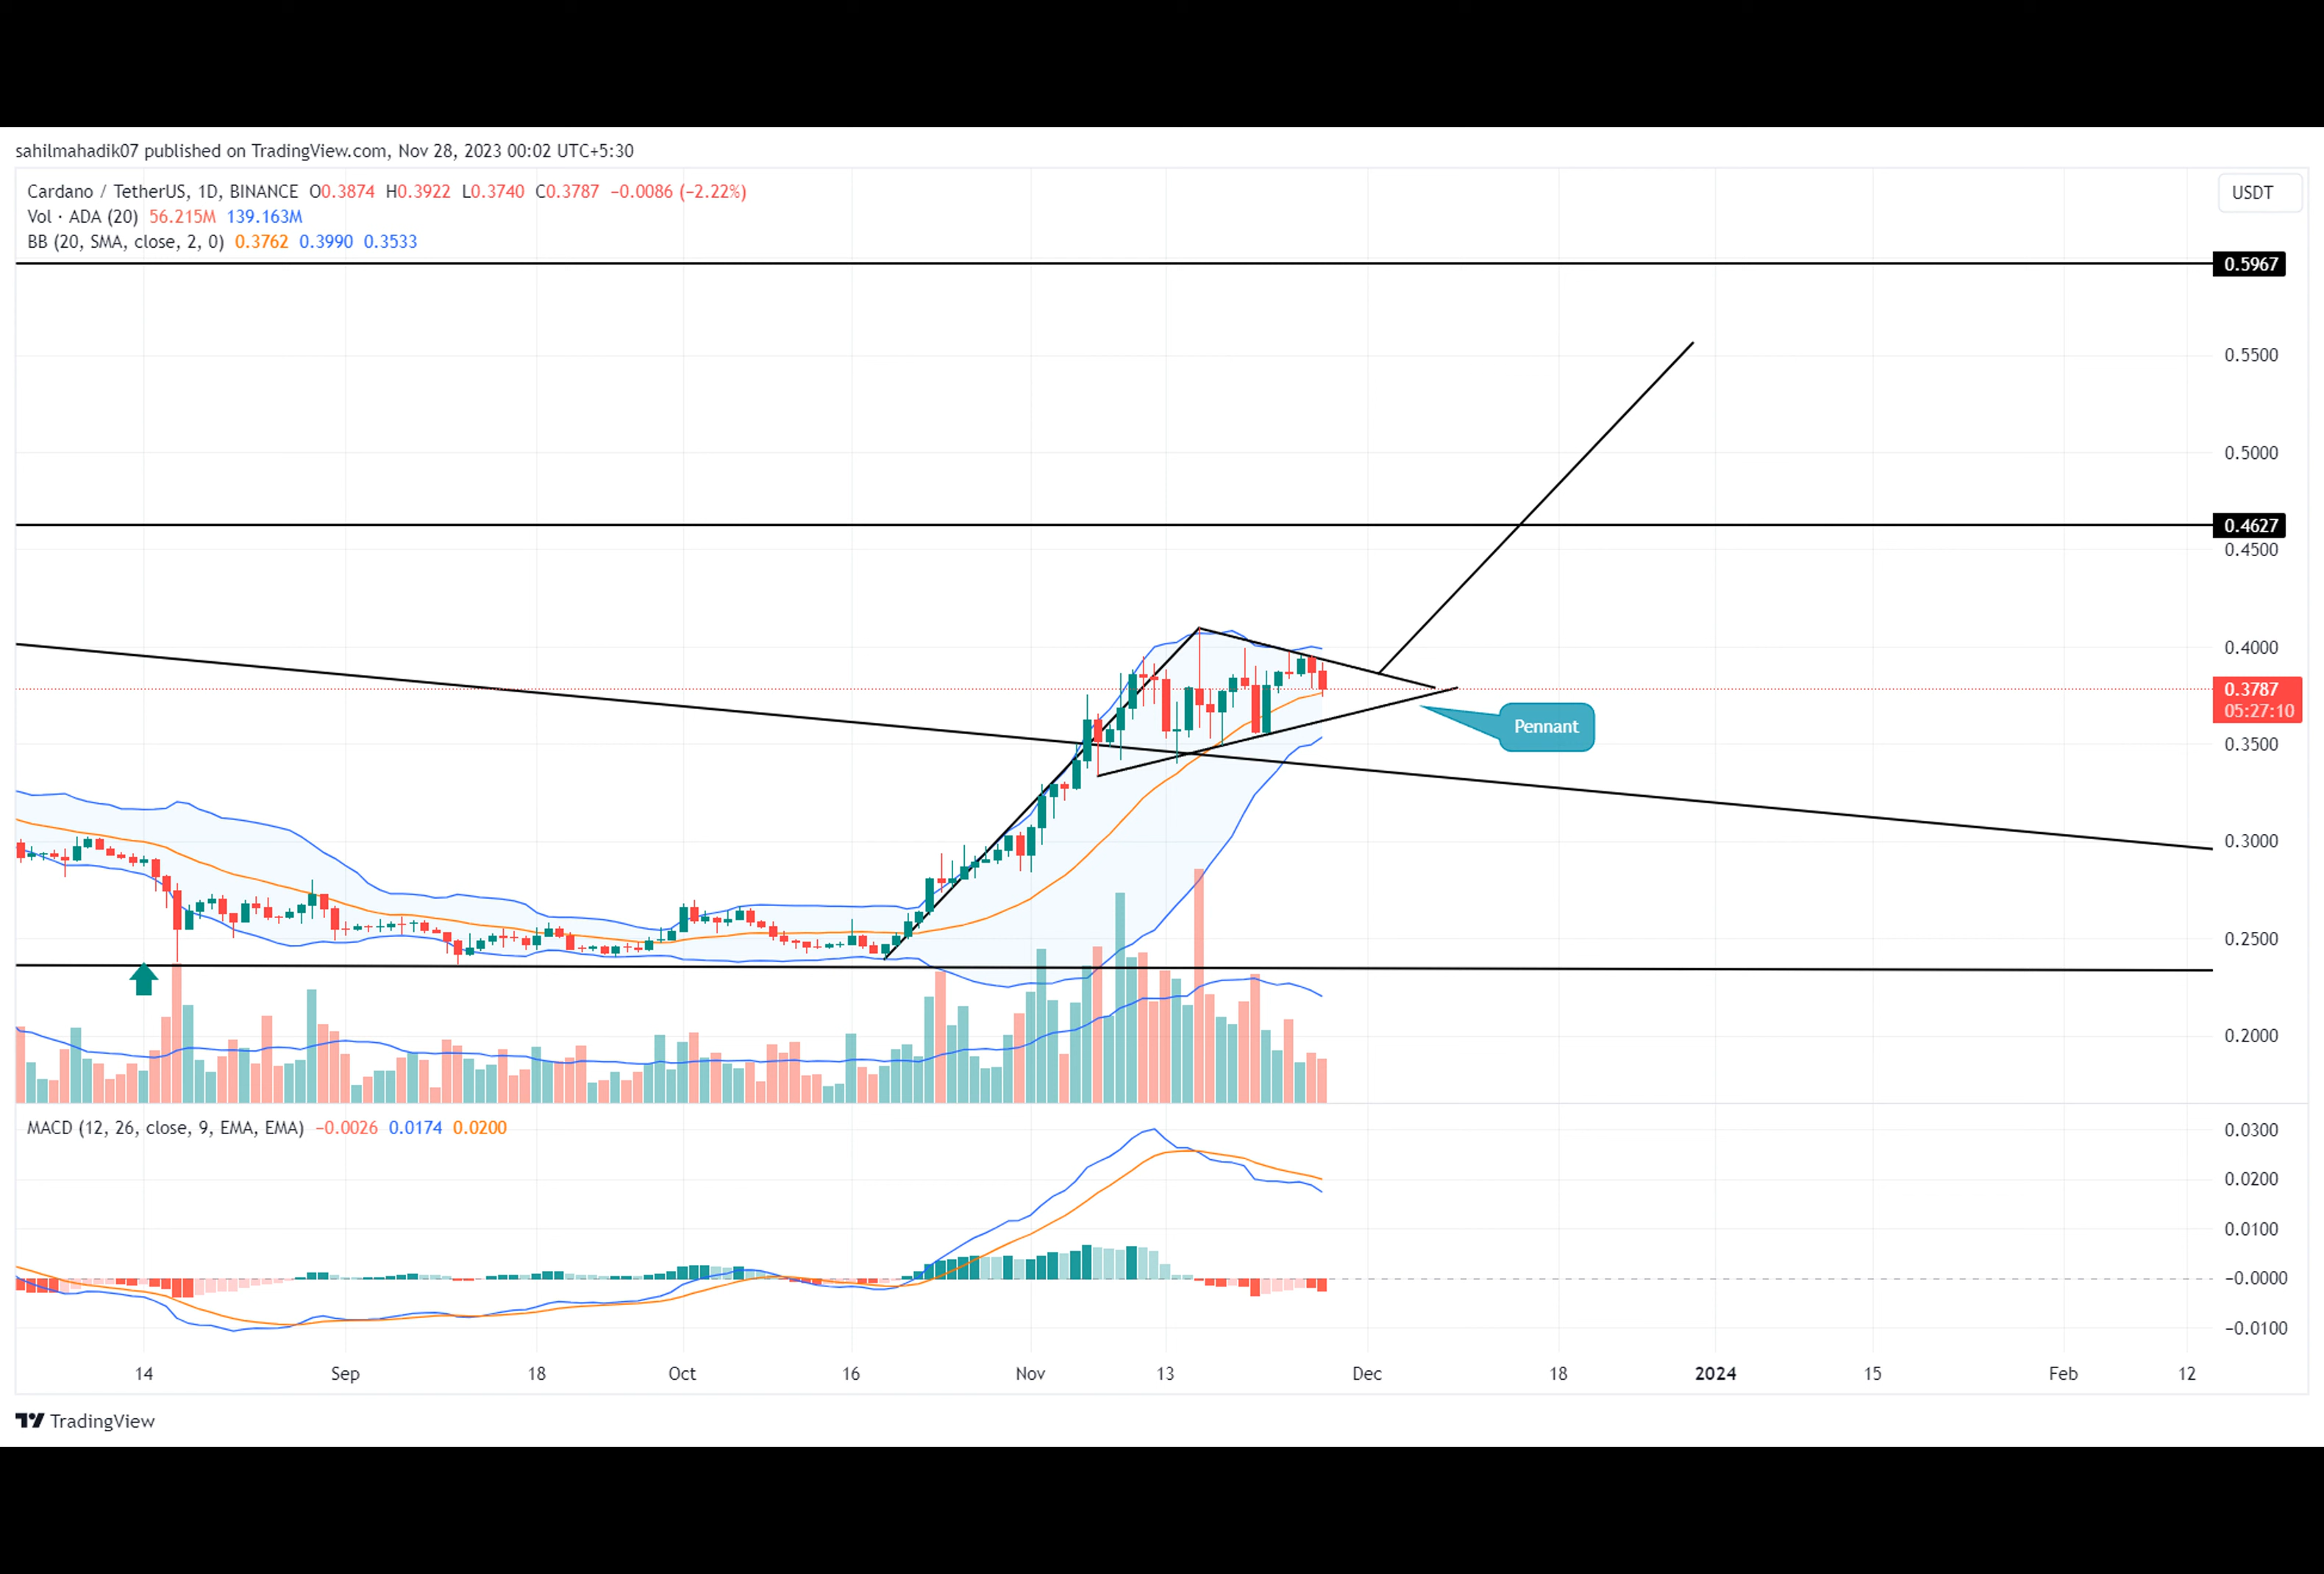 sahilmahadik07 published on TradingView.com, Nov 28, 2023 00:02 UTC+5:30
Cardano / TetherUS, 1D, BINANCE O0.3874 H0.3922 L0.3740 C0.3787 −0.0086 (−2.22%)
USDT
Vol · ADA (20) 56.215M 139.163M
BB (20, SMA, close, 2, 0) 0.3762 0.3990 0.3533
0.5967
0.5500
0.5000
0.4627
0.4500
0.4000
0.3787
05:27:10
Pennant
0.3500
0.3000
0.2500
0.2000
MACD (12, 26, close, 9, EMA, EMA) −0.0026 0.0174 0.0200
0.0300
0.0200
0.0100
−0.0000
−0.0100
14 Sep 18 Oct 16 Nov 13 Dec 18 2024 15 Feb 12
TradingView